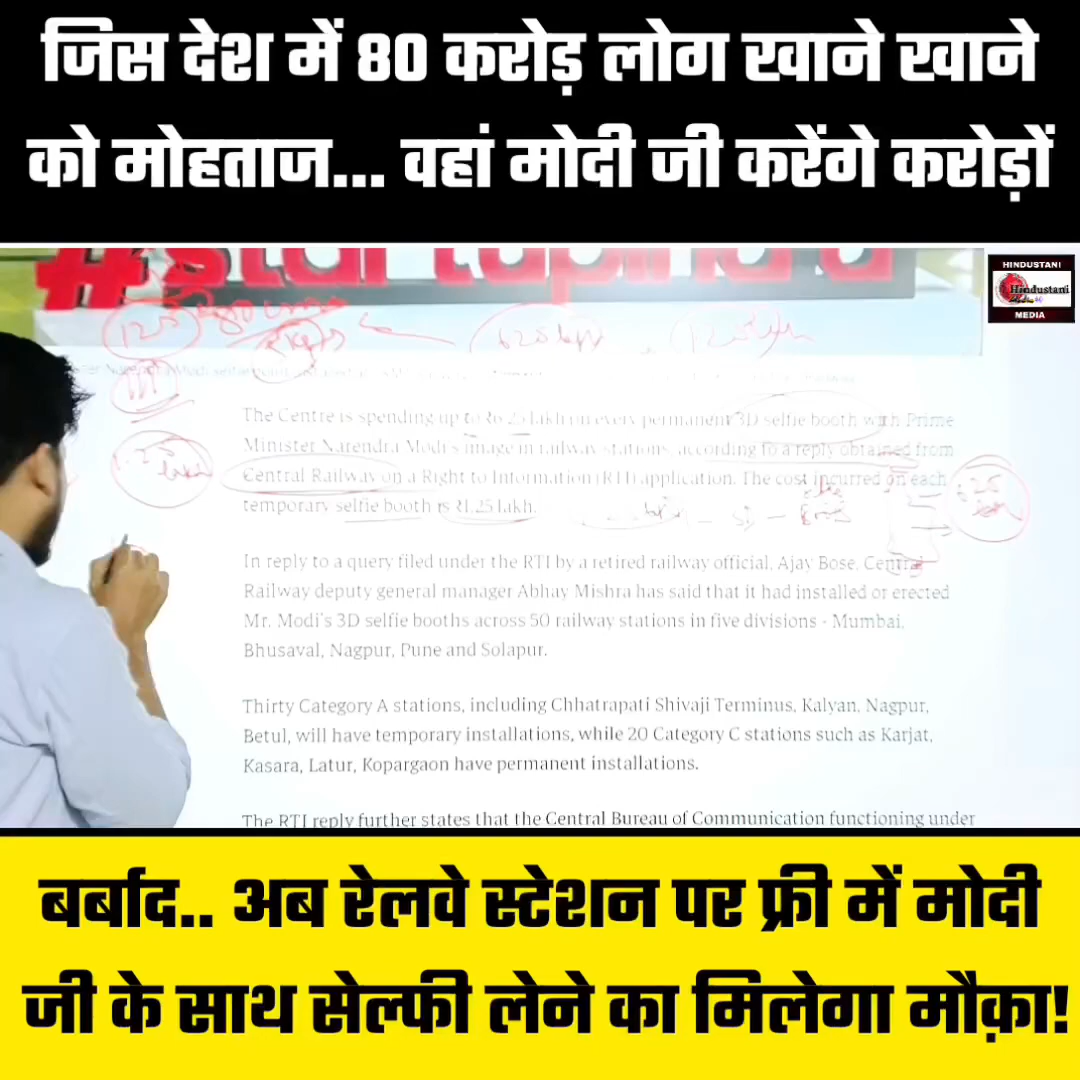 जिस देश में 80 करोड़ लोग खाने खाने
को मोहताज... वहां मोदी जी करेंगे करोड़ों
HINDUSTANI
Hindustani
MEDIA
The Centre is spending up to ₹6.25 lakh on every permanent 3D selfie booth with Prime
Minister Narendra Modi's image in railway stations, according to a reply obtained from
Central Railway on a Right to Information (RTI) application. The cost incurred on each
temporary selfie booth is ₹1.25 lakh.
In reply to a query filed under the RTI by a retired railway official, Ajay Bose, Central
Railway deputy general manager Abhay Mishra has said that it had installed or erected
Mr. Modi's 3D selfie booths across 50 railway stations in five divisions - Mumbai,
Bhusaval, Nagpur, Pune and Solapur.
Thirty Category A stations, including Chhatrapati Shivaji Terminus, Kalyan, Nagpur,
Betul, will have temporary installations, while 20 Category C stations such as Karjat,
Kasara, Latur, Kopargaon have permanent installations.
The RTI reply further states that the Central Bureau of Communication functioning under
बर्बाद.. अब रेलवे स्टेशन पर फ्री में मोदी
जी के साथ सेल्फी लेने का मिलेगा मौक़ा!